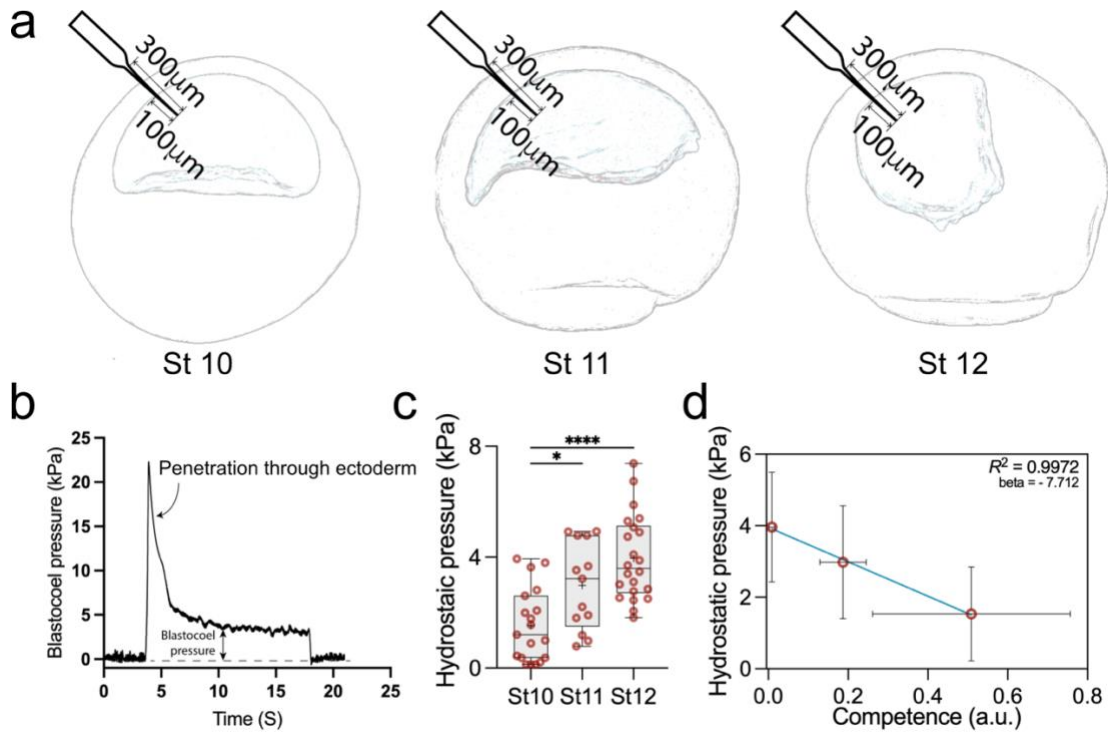 a
300μm
100μm
300μm
100μm
300μm
100μm
St 10
St 11
St 12
b
Blastocoel pressure (kPa)
25
20
15
10
5
0
Penetration through ectoderm
Blastocoel
pressure
0
5
10
15
20
25
Time (S)
c
Hydrostaic pressure (kPa)
8
4
0
****
*
St10
St11
St12
d
Hydrostatic pressure (kPa)
6
4
2
0
R² = 0.9972
beta = - 7.712
0.0
0.2
0.4
0.6
0.8
Competence (a.u.)